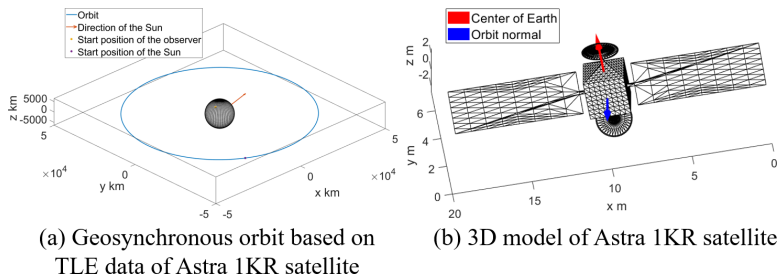 Orbit
Direction of the Sun
Start position of the observer
Start position of the Sun
z km
5000
0
-5000
5
0
-5
×10⁴
y km
-5
0
5
×10⁴
x km
(a) Geosynchronous orbit based on
TLE data of Astra 1KR satellite
Center of Earth
Orbit normal
z m
2
0
-2
6
4
2
0
y m
20
15
10
5
0
x m
(b) 3D model of Astra 1KR satellite